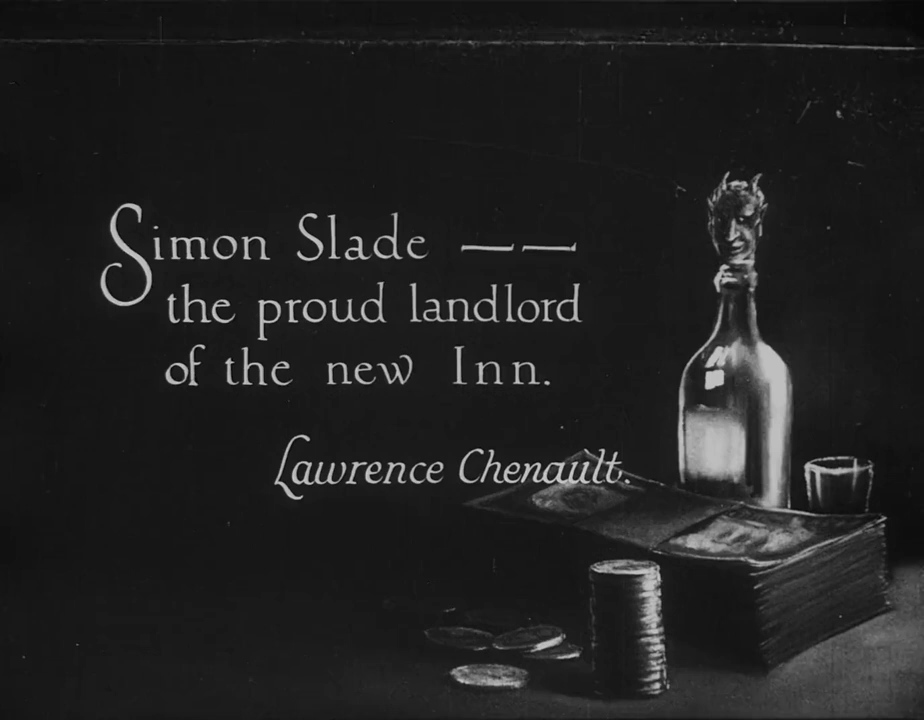 Simon Slade ——
the proud landlord
of the new Inn.
Lawrence Chenault.